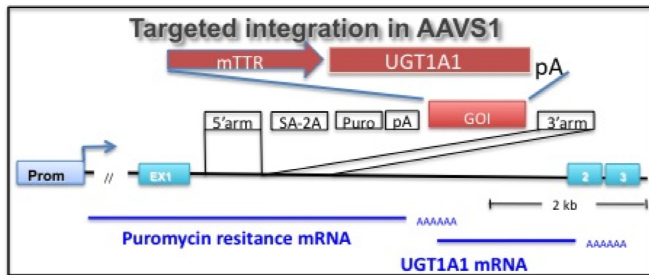 Targeted integration in AAVS1
mTTR UGT1A1 pA
5'arm SA-2A Puro pA GOI 3'arm
Prom // EX1 2 3
2 kb
AAAAAA
Puromycin resitance mRNA AAAAAA
UGT1A1 mRNA